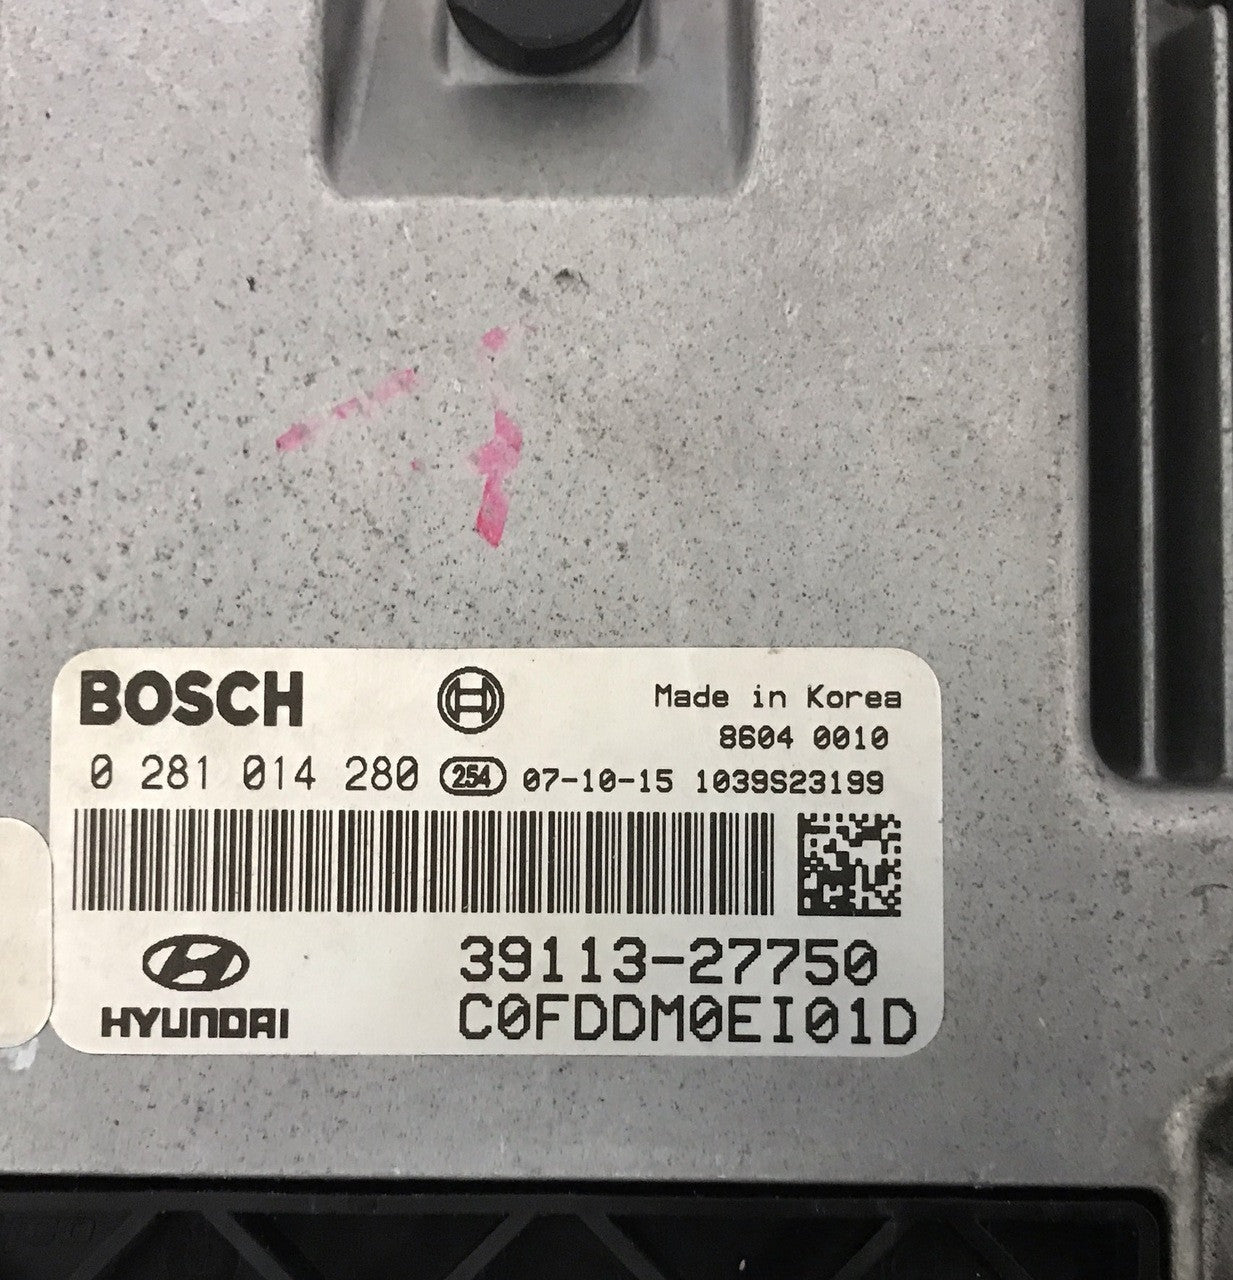 BOSCH
Made in Korea
8604 0010
0 281 014 280 254 07-10-15 1039S23199
39113-27750
HYUNDAI
C0FDDM0EI01D